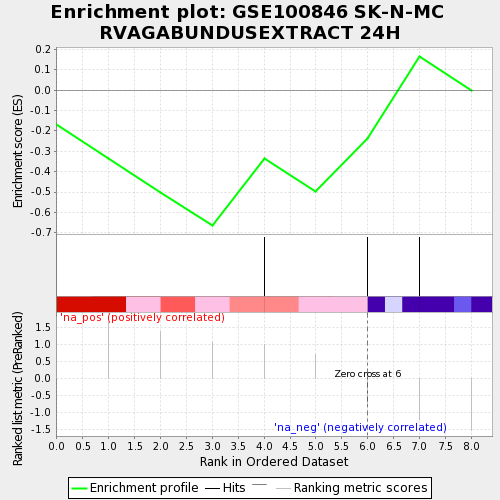 Enrichment plot: GSE100846 SK-N-MC
RVAGABUNDUSEXTRACT 24H
Enrichment score (ES)
0.2
0.1
0.0
-0.1
-0.2
-0.3
-0.4
-0.5
-0.6
-0.7
'na_pos' (positively correlated)
Ranked list metric (PreRanked)
1.5
1.0
0.5
0.0
-0.5
-1.0
-1.5
Zero cross at 6
'na_neg' (negatively correlated)
0.0 0.5 1.0 1.5 2.0 2.5 3.0 3.5 4.0 4.5 5.0 5.5 6.0 6.5 7.0 7.5 8.0
Rank in Ordered Dataset
Enrichment profile Hits Ranking metric scores